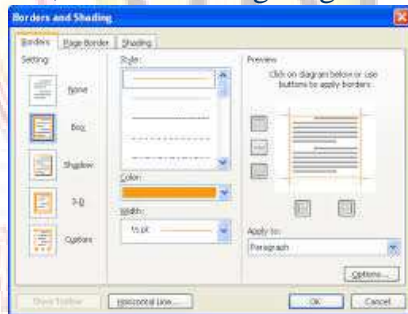 Borders and Shading
Borders
Page Border
Shading
Setting:
None
Box
Shadow
3-D
Custom
Style:
Color:
Width:
½ pt
Preview
Click on diagram below or use
buttons to apply borders
Apply to:
Paragraph
Options...
Show Toolbar
Horizontal Line...
OK
Cancel